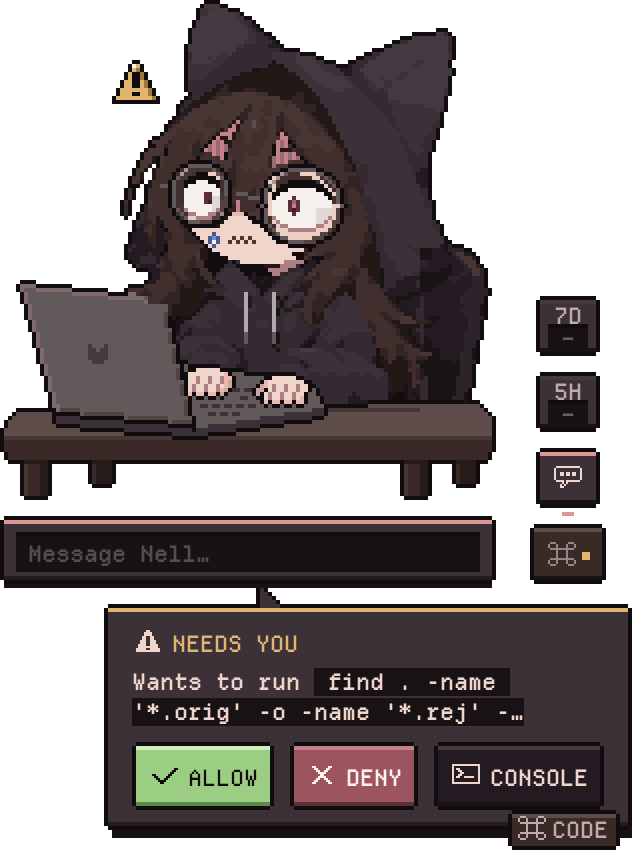 7D
5H
Message Nell…
NEEDS YOU
Wants to run find . -name
'*.orig' -o -name '*.rej' -…
ALLOW
DENY
CONSOLE
⌘ CODE